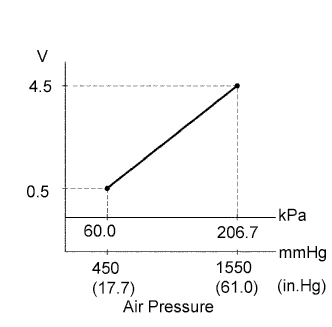 V
4.5
0.5
kPa
60.0 206.7
mmHg
450 1550
(17.7) (61.0) (in.Hg)
Air Pressure